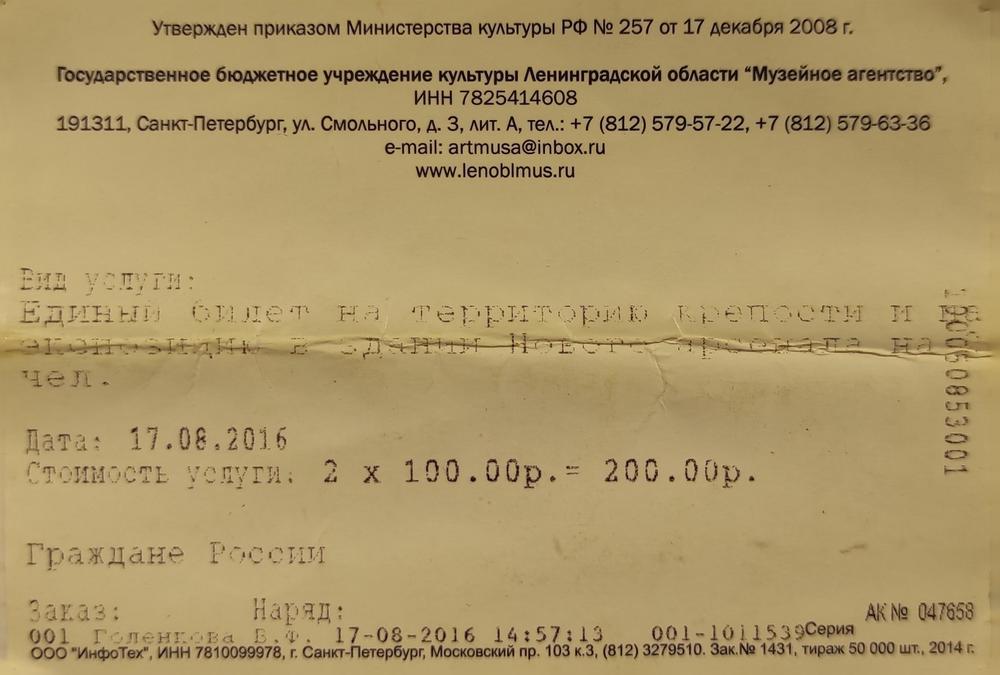 Утвержден приказом Министерства культуры РФ № 257 от 17 декабря 2008 г.
Государственное бюджетное учреждение культуры Ленинградской области "Музейное агентство",
ИНН 7825414608
191311, Санкт-Петербург, ул. Смольного, д. 3, лит. А, тел.: +7 (812) 579-57-22, +7 (812) 579-63-36
e-mail: artmusa@inbox.ru
www.lenoblmus.ru
Вид услуги:
Единый билет на территорию крепости и на
экспозицию в здании Нового арсенала на
чел.
Дата: 17.08.2016
Стоимость услуги: 2 x 100.00р.= 200.00р.
Граждане России
Заказ: Наряд:
АК № 047658
001 Голенкова В.Ф. 17-08-2016 14:57:13 001-1011539 Серия
ООО "ИнфоТех", ИНН 7810099978, г. Санкт-Петербург, Московский пр. 103 к.3, (812) 3279510. Зак.№ 1431, тираж 50 000 шт., 2014 г.